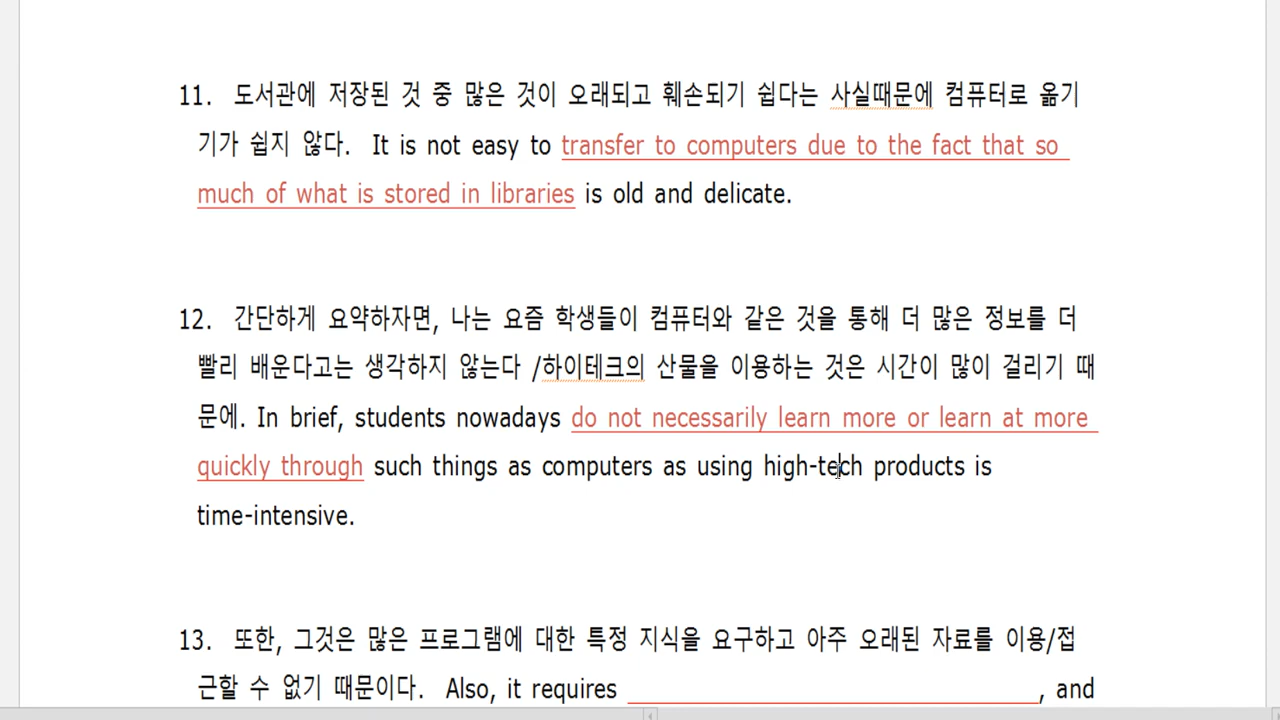 11. 도서관에 저장된 것 중 많은 것이 오래되고 훼손되기 쉽다는 사실때문에 컴퓨터로 옮기
기가 쉽지 않다. It is not easy to transfer to computers due to the fact that so
much of what is stored in libraries is old and delicate.
12. 간단하게 요약하자면, 나는 요즘 학생들이 컴퓨터와 같은 것을 통해 더 많은 정보를 더
빨리 배운다고는 생각하지 않는다 /하이테크의 산물을 이용하는 것은 시간이 많이 걸리기 때
문에. In brief, students nowadays do not necessarily learn more or learn at more
quickly through such things as computers as using high-tech products is
time-intensive.
13. 또한, 그것은 많은 프로그램에 대한 특정 지식을 요구하고 아주 오래된 자료를 이용/접
근할 수 없기 때문이다. Also, it requires ____________________, and